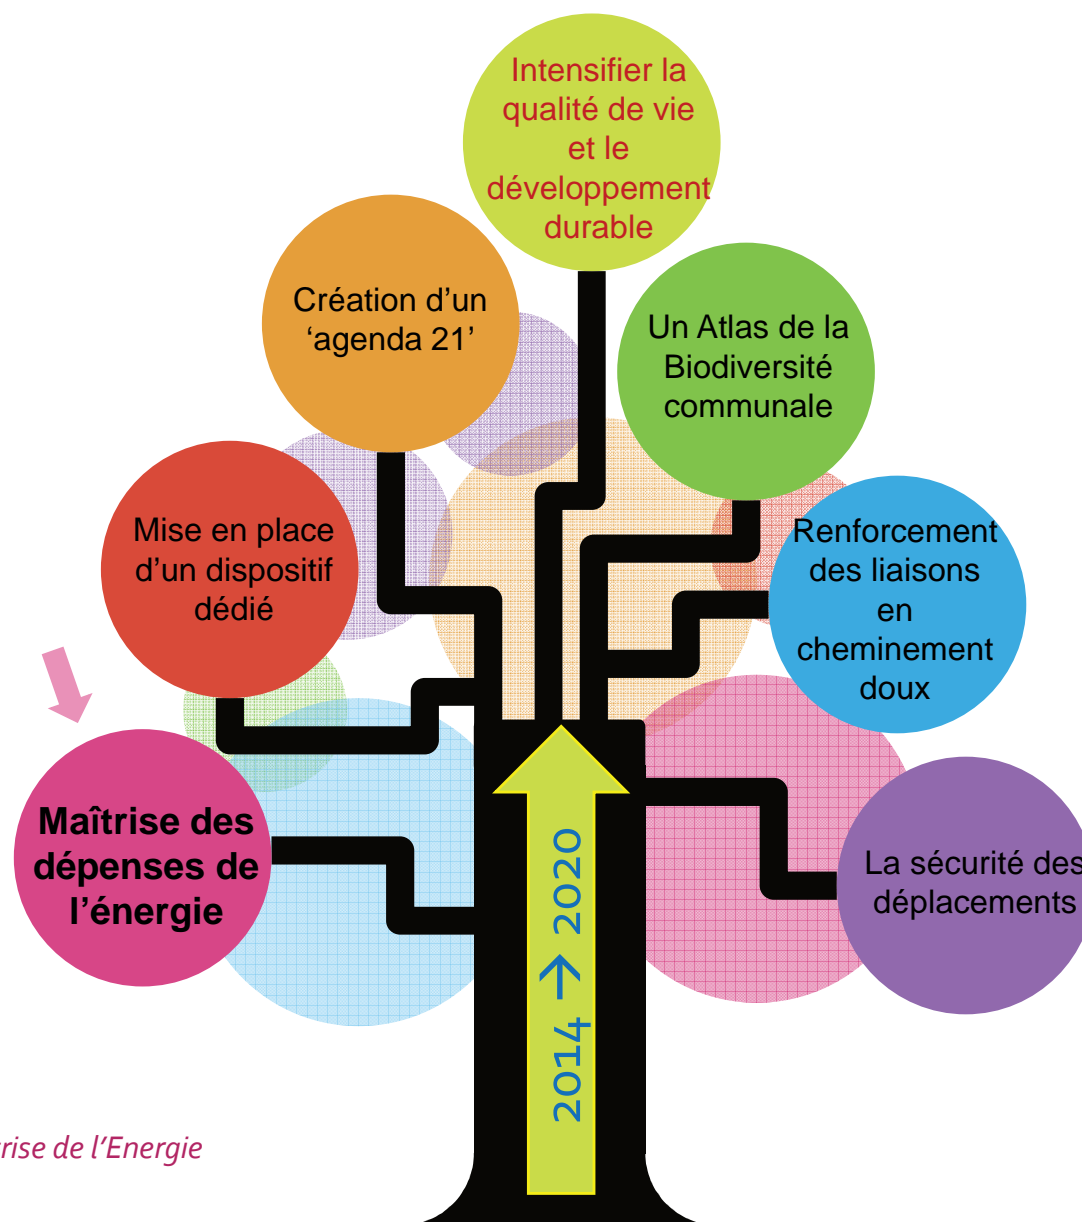 Intensifier la
qualité de vie
et le
développement
durable
Création d’un
‘agenda 21’
Un Atlas de la
Biodiversité
communale
Mise en place
d’un dispositif
dédié
Renforcement
des liaisons
en
cheminement
doux
Maîtrise des
dépenses de
l’énergie
La sécurité des
déplacements
2014 → 2020
rise de l’Energie